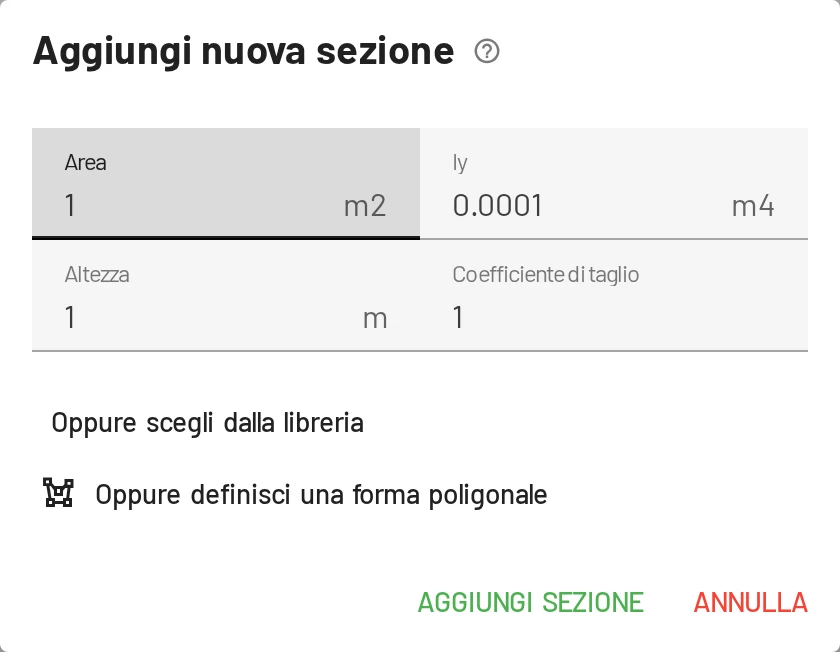 Aggiungi nuova sezione ?
Area
1 m2
Iy
0.0001 m4
Altezza
1 m
Coefficiente di taglio
1
Oppure scegli dalla libreria
Oppure definisci una forma poligonale
AGGIUNGI SEZIONE ANNULLA